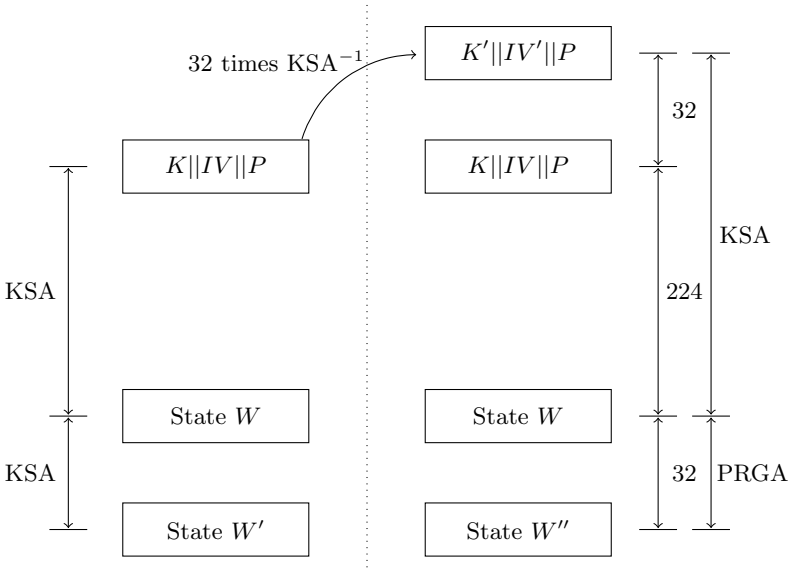 32 times KSA⁻¹
K′||IV′||P
32
K||IV||P
K||IV||P
KSA
KSA
224
State W
State W
KSA
32
PRGA
State W′
State W′′